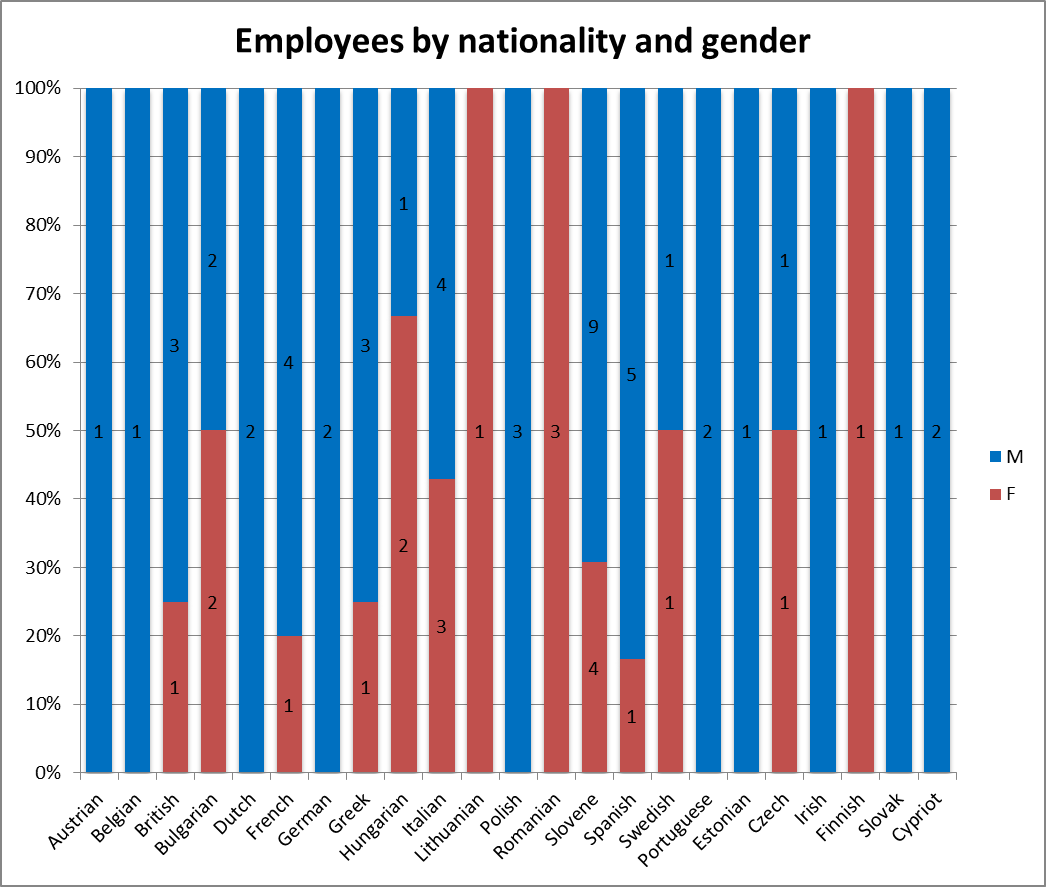 Employees by nationality and gender
100%
90%
80%
70%
60%
50%
40%
30%
20%
10%
0%
1
1
3
1
2
2
2
4
1
2
3
1
1
2
4
3
1
3
3
9
4
5
1
1
1
2
1
1
1
1
1
1
2
M
F
Austrian
Belgian
British
Bulgarian
Dutch
French
German
Greek
Hungarian
Italian
Lithuanian
Polish
Romanian
Slovene
Spanish
Swedish
Portuguese
Estonian
Czech
Irish
Finnish
Slovak
Cypriot